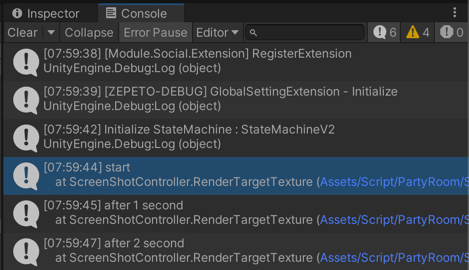 Inspector
Console
Clear
Collapse
Error Pause
Editor
6
4
0
[07:59:38] [Module.Social.Extension] RegisterExtension
UnityEngine.Debug:Log (object)
[07:59:39] [ZEPETO-DEBUG] GlobalSettingExtension - Initialize
UnityEngine.Debug:Log (object)
[07:59:42] Initialize StateMachine : StateMachineV2
UnityEngine.Debug:Log (object)
[07:59:44] start
at ScreenShotController.RenderTargetTexture (Assets/Script/PartyRoom/S
[07:59:45] after 1 second
at ScreenShotController.RenderTargetTexture (Assets/Script/PartyRoom/S
[07:59:47] after 2 second
at ScreenShotController.RenderTargetTexture (Assets/Script/PartyRoom/S